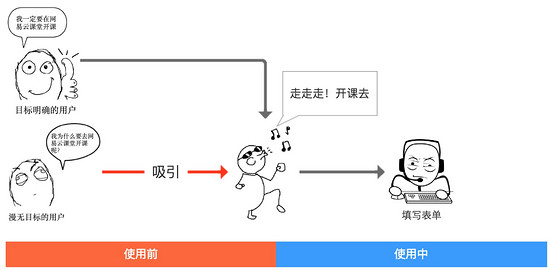 我一定要在网
易云课堂开课
目标明确的用户
走走走！开课去
我为什么要去网
易云课堂开课
呢?
吸引
漫无目标的用户
填写表单
使用前
使用中